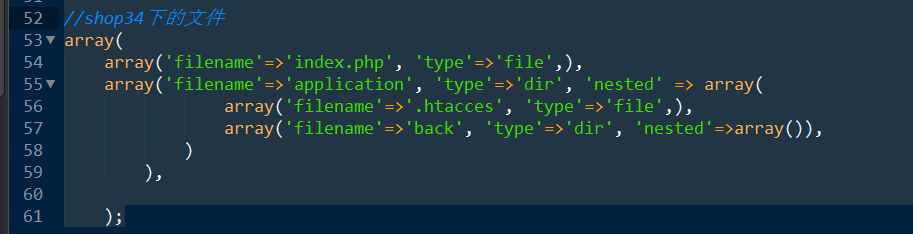 52 //shop34下的文件
53 array(
54 array('filename'=>'index.php', 'type'=>'file',),
55 array('filename'=>'application', 'type'=>'dir', 'nested' => array(
56 array('filename'=>'.htacces', 'type'=>'file',),
57 array('filename'=>'back', 'type'=>'dir', 'nested'=>array()),
58 )
59 ),
60
61 );